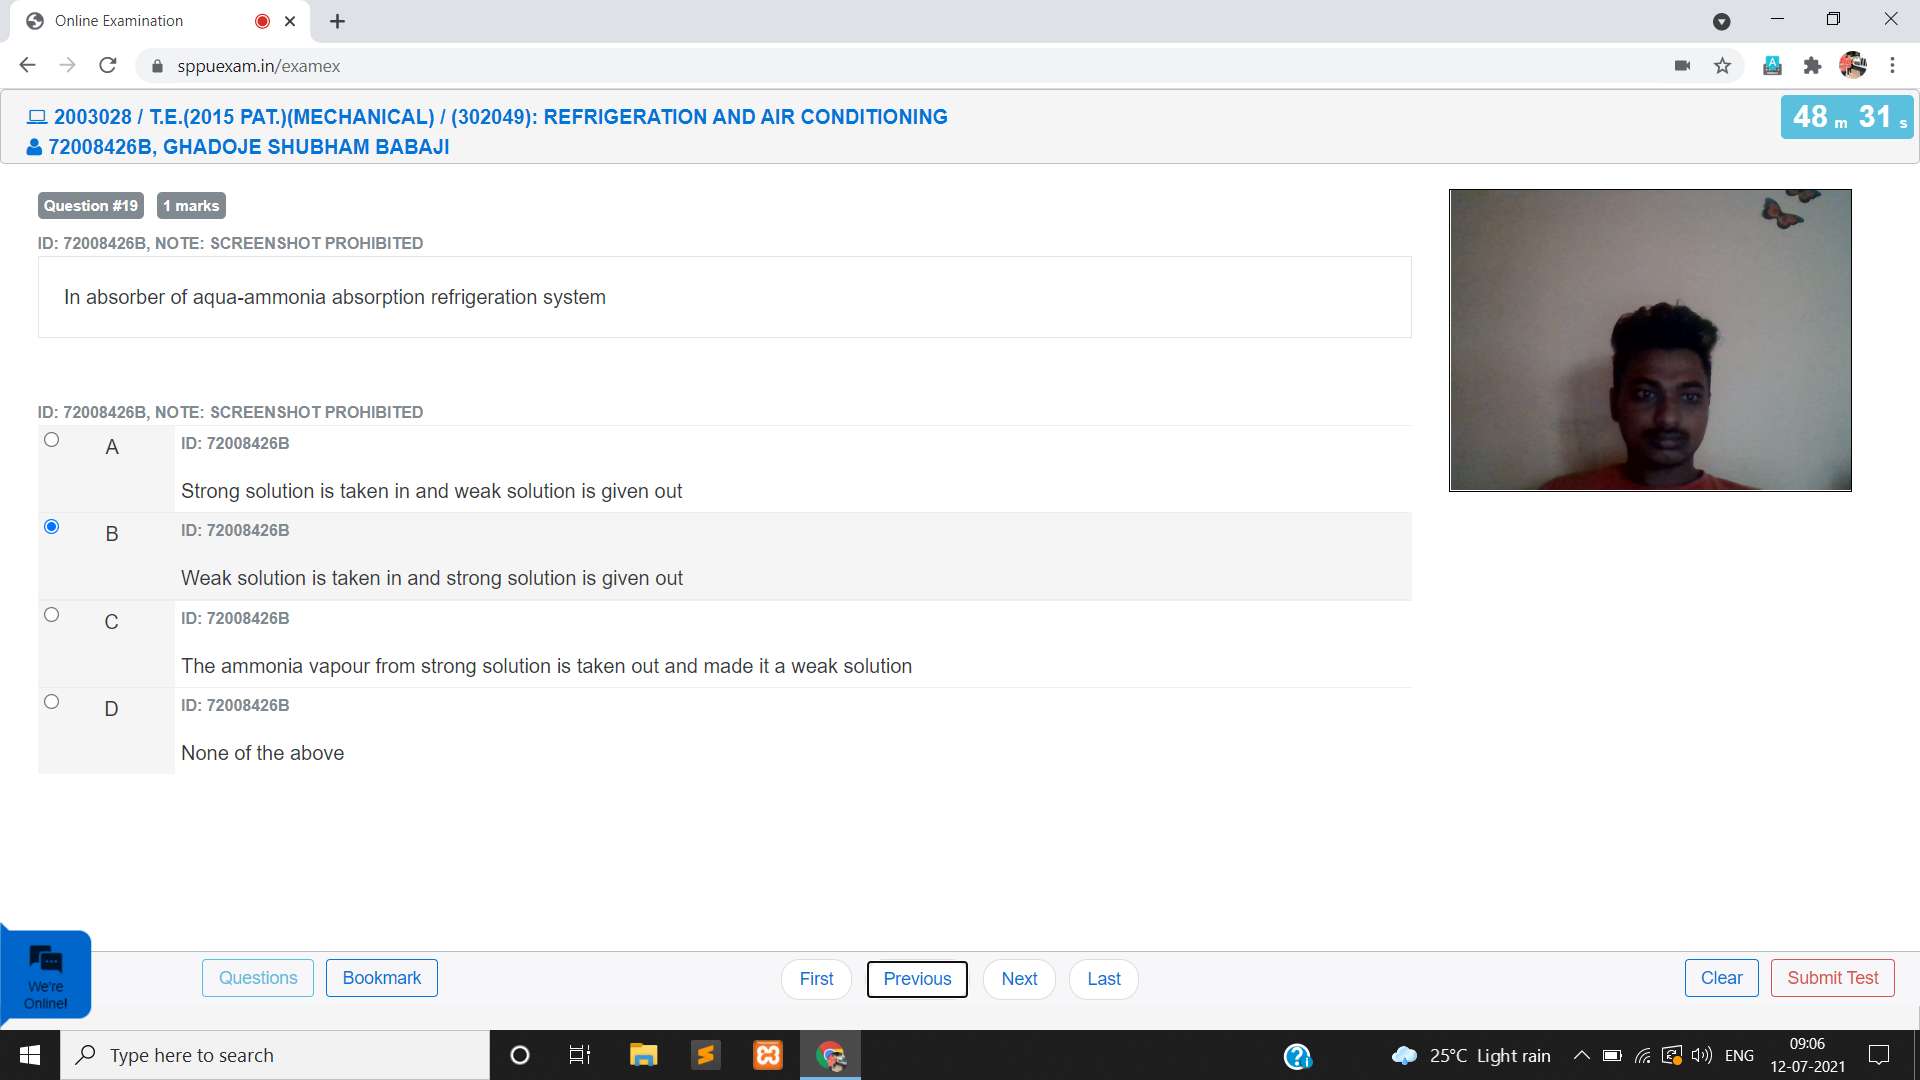 Online Examination
sppuexam.in/examex
2003028 / T.E.(2015 PAT.)(MECHANICAL) / (302049): REFRIGERATION AND AIR CONDITIONING
48 m 31 s
72008426B, GHADOJE SHUBHAM BABAJI
Question #19 1 marks
ID: 72008426B, NOTE: SCREENSHOT PROHIBITED
In absorber of aqua-ammonia absorption refrigeration system
ID: 72008426B, NOTE: SCREENSHOT PROHIBITED
A
ID: 72008426B
Strong solution is taken in and weak solution is given out
B
ID: 72008426B
Weak solution is taken in and strong solution is given out
C
ID: 72008426B
The ammonia vapour from strong solution is taken out and made it a weak solution
D
ID: 72008426B
None of the above
We're
Online!
Questions Bookmark First Previous Next Last Clear Submit Test
Type here to search
25°C Light rain
ENG
09:06
12-07-2021